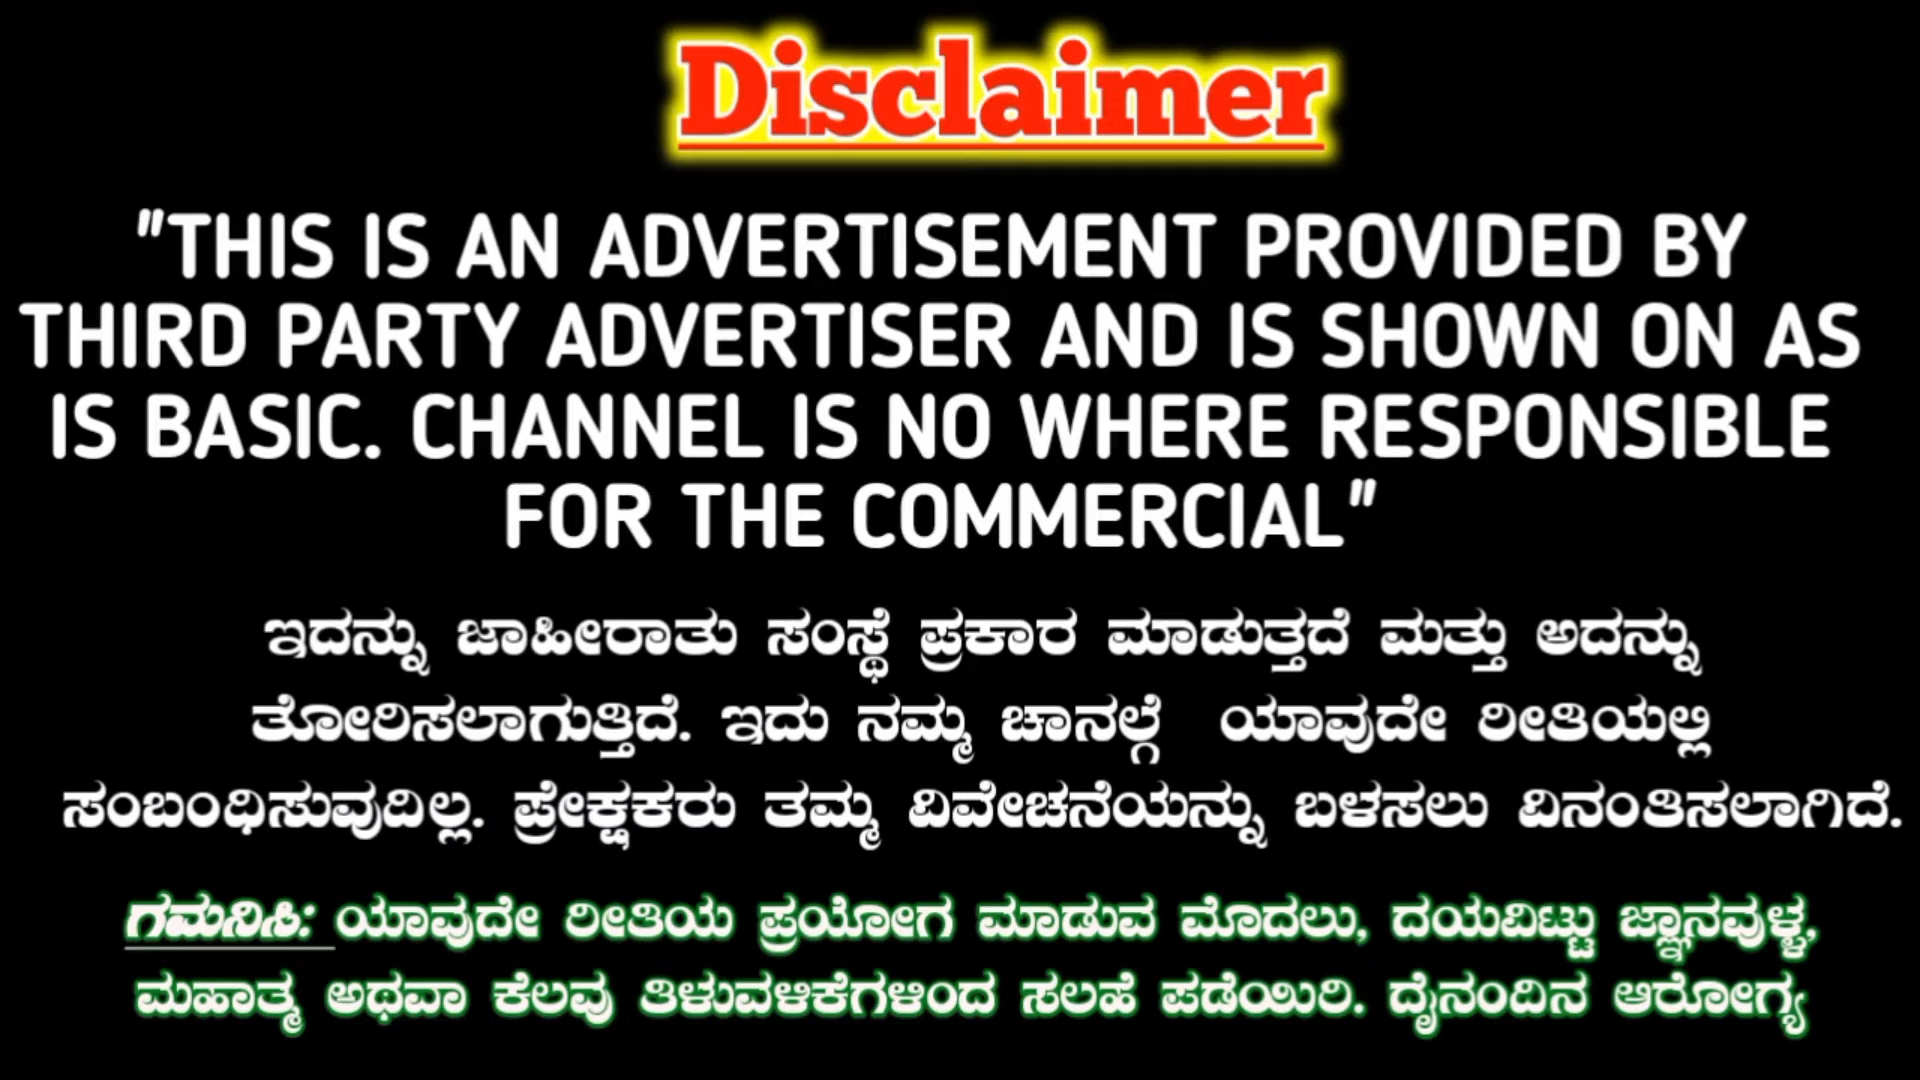 Disclaimer
"THIS IS AN ADVERTISEMENT PROVIDED BY
THIRD PARTY ADVERTISER AND IS SHOWN ON AS
IS BASIC. CHANNEL IS NO WHERE RESPONSIBLE
FOR THE COMMERCIAL"
ಇದನ್ನು ಜಾಹೀರಾತು ಸಂಸ್ಥೆ ಪ್ರಕಾರ ಮಾಡುತ್ತದೆ ಮತ್ತು ಅದನ್ನು
ತೋರಿಸಲಾಗುತ್ತಿದೆ. ಇದು ನಮ್ಮ ಚಾನಲ್ಗೆ ಯಾವುದೇ ರೀತಿಯಲ್ಲಿ
ಸಂಬಂಧಿಸುವುದಿಲ್ಲ. ಪ್ರೇಕ್ಷಕರು ತಮ್ಮ ವಿವೇಚನೆಯನ್ನು ಬಳಸಲು ವಿನಂತಿಸಲಾಗಿದೆ.
ಗಮನಿಸಿ: ಯಾವುದೇ ರೀತಿಯ ಪ್ರಯೋಗ ಮಾಡುವ ಮೊದಲು, ದಯವಿಟ್ಟು ಜ್ಞಾನವುಳ್ಳ,
ಮಹಾತ್ಮ ಅಥವಾ ಕೆಲವು ತಿಳುವಳಿಕೆಗಳಿಂದ ಸಲಹೆ ಪಡೆಯಿರಿ. ದೈನಂದಿನ ಆರೋಗ್ಯ